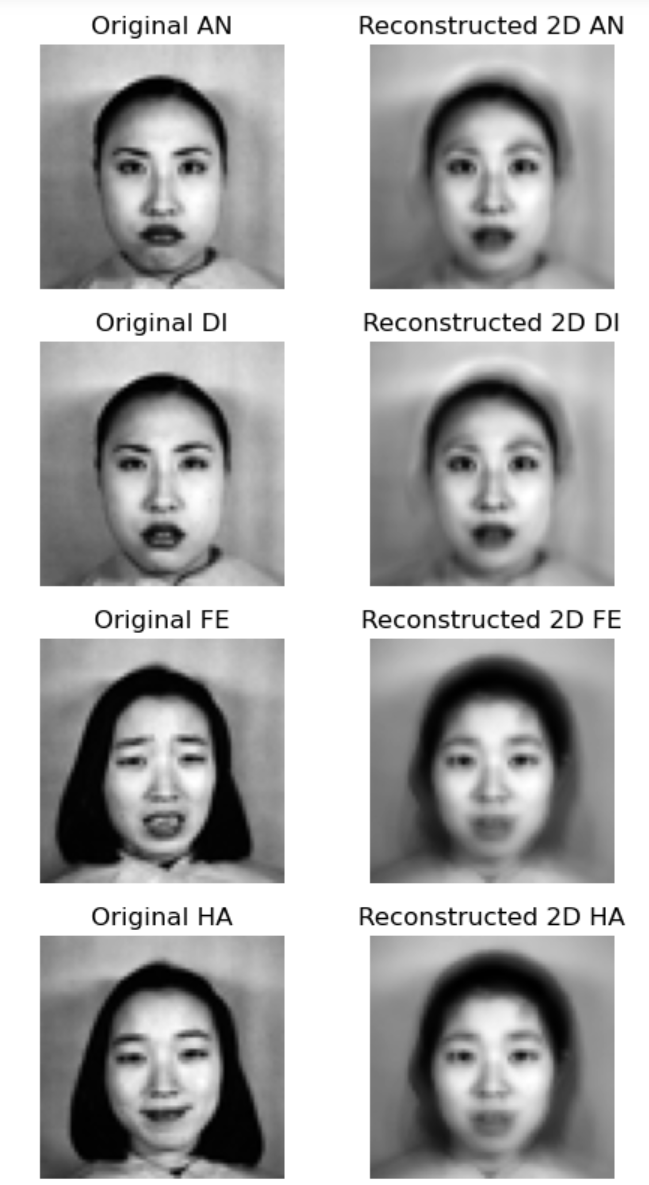 Original AN
Reconstructed 2D AN
Original DI
Reconstructed 2D DI
Original FE
Reconstructed 2D FE
Original HA
Reconstructed 2D HA